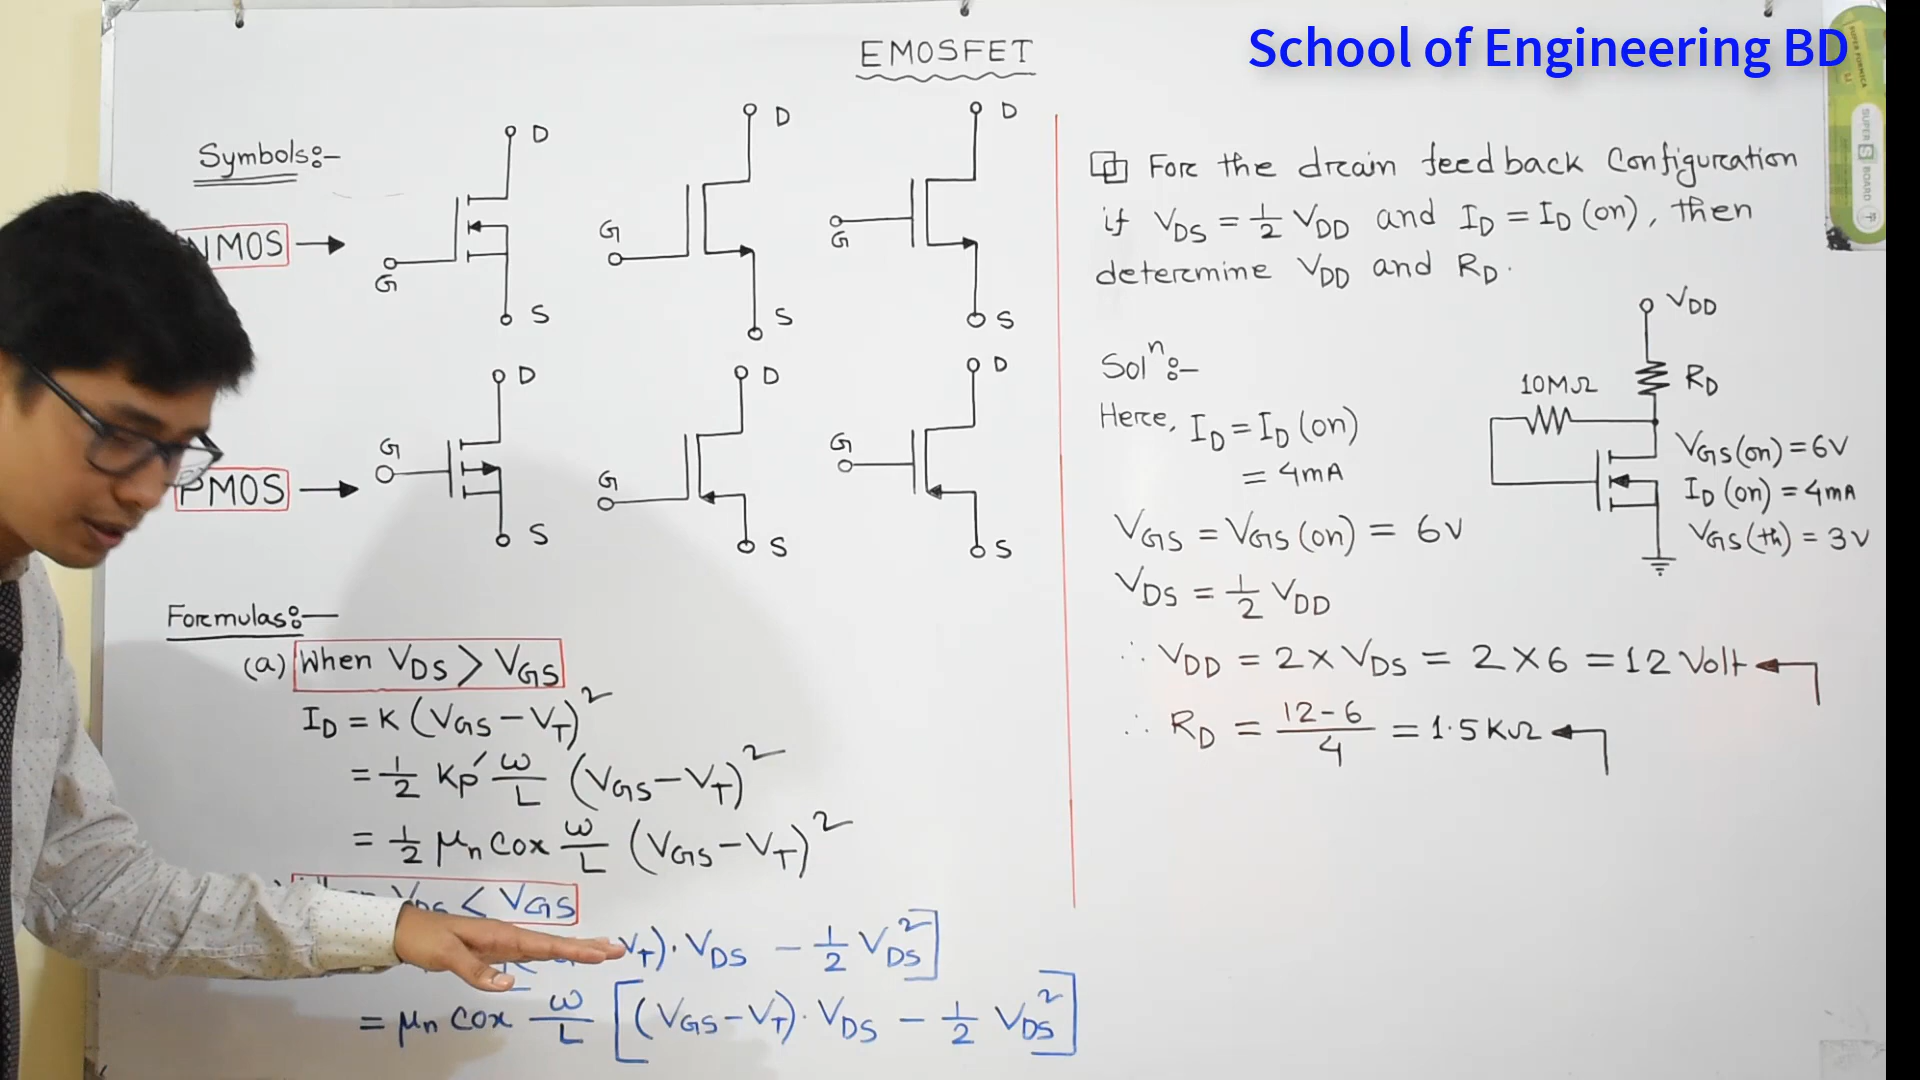 School of Engineering BD
EMOSFET
Symbols:-
NMOS
D
G
S
D
G
S
D
G
S
PMOS
D
G
S
D
G
S
D
G
S
Formulas:-
(a) When VDS > VGS
ID = K (VGS - VT)²
= 1/2 Kp' ω/L (VGS - VT)²
= 1/2 μn Cox ω/L (VGS - VT)²
VDS < VGS
VT)·VDS - 1/2 VDS²]
= μn Cox ω/L [(VGS - VT)·VDS - 1/2 VDS²]
For the drain feedback Configuration
if VDS = 1/2 VDD and ID = ID (on), then
determine VDD and RD.
Solⁿ:-
Here, ID = ID (on)
= 4mA
VGS = VGS (on) = 6V
VDS = 1/2 VDD
∴ VDD = 2 X VDS = 2 X 6 = 12 Volt
∴ RD = 12-6/4 = 1.5 KΩ
VDD
RD
10MΩ
VGS (on) = 6V
ID (on) = 4mA
VGS (th) = 3V
SUPER FORMICA
SUPER S BOARD